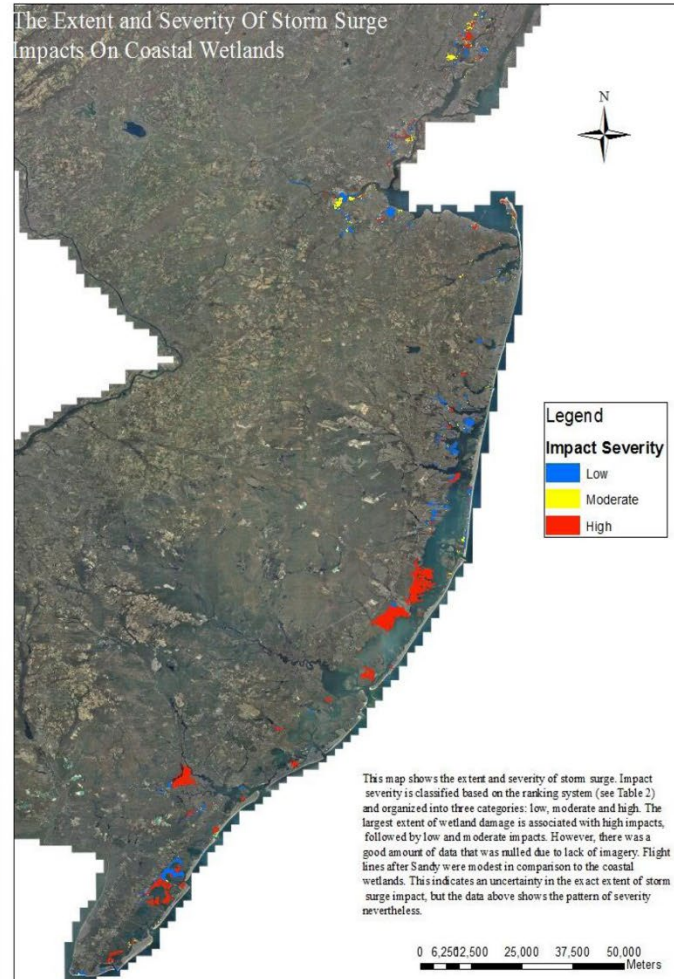 The Extent and Severity Of Storm Surge
Impacts On Coastal Wetlands
N
Legend
Impact Severity
Low
Moderate
High
This map shows the extent and severity of storm surge. Impact
severity is classified based on the ranking system (see Table 2)
and organized into three categories: low, moderate and high. The
largest extent of wetland damage is associated with high impacts,
followed by low and moderate impacts. However, there was a
good amount of data that was nulled due to lack of imagery. Flight
lines after Sandy were modest in comparison to the coastal
wetlands. This indicates an uncertainty in the exact extent of storm
surge impact, but the data above shows the pattern of severity
nevertheless.
0 6,250 12,500 25,000 37,500 50,000
Meters